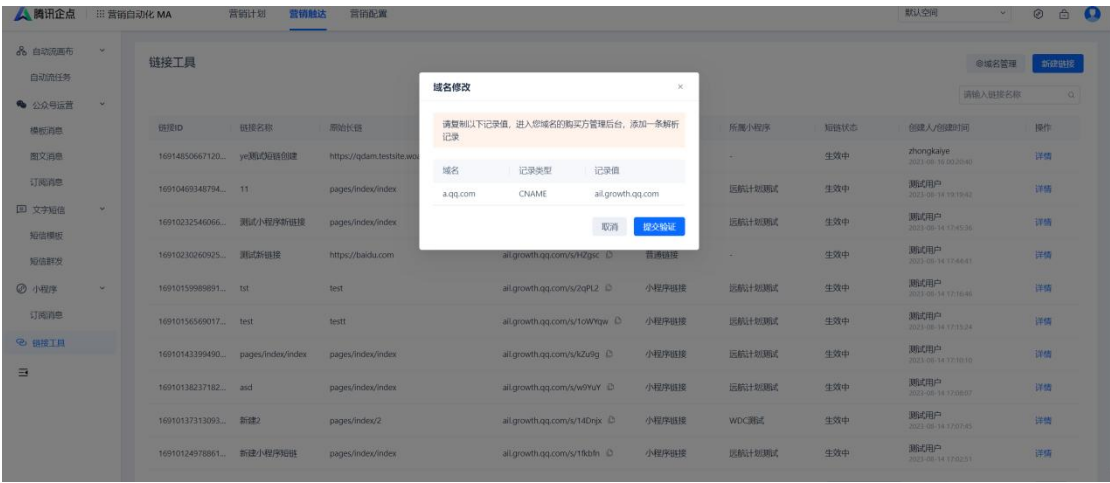 腾讯企点 营销自动化 MA 营销计划 营销触达 营销配置 默认空间
自动流画布
自动流任务
公众号运营
模板消息
图文消息
订阅消息
文字短信
短信模板
短信群发
小程序
订阅消息
链接工具
链接工具
域名管理 新建链接
请输入链接名称
链接ID 链接名称 原始长链 所属小程序 短链状态 创建人/创建时间 操作
16914850667120... ye测试短链创建 https://qdam.testsite.woa - 生效中 zhongkaiye 详情
16910469348794... 11 pages/index/index 远航计划测试 生效中 测试用户 详情
16910232546066... 测试小程序新链接 pages/index/index 远航计划测试 生效中 测试用户 详情
2023-08-14 17:45:36
16910230260925... 测试新链接 https://baidu.com ail.growth.qq.com/s/HZgsc 普通链接 - 生效中 测试用户 详情
16910159989891... tst test ail.growth.qq.com/s/2qPL2 小程序链接 远航计划测试 生效中 测试用户 详情
16910156569017... test testt ail.growth.qq.com/s/1oWYqw 小程序链接 远航计划测试 生效中 测试用户 详情
16910143399490... pages/index/index pages/index/index ail.growth.qq.com/s/kZu9g 小程序链接 远航计划测试 生效中 测试用户 详情
16910138237182... asd pages/index/index ail.growth.qq.com/s/w9YuY 小程序链接 远航计划测试 生效中 测试用户 详情
16910137313093... 新建2 pages/index/2 ail.growth.qq.com/s/14Dnjx 小程序链接 WDC测试 生效中 测试用户 详情
16910124978861... 新建小程序短链 pages/index/index ail.growth.qq.com/s/1fkbfn 小程序链接 远航计划测试 生效中 测试用户 详情
域名修改
请复制以下记录值，进入您域名的购买方管理后台，添加一条解析
记录
域名 记录类型 记录值
a.qq.com CNAME ail.growth.qq.com
取消 提交验证